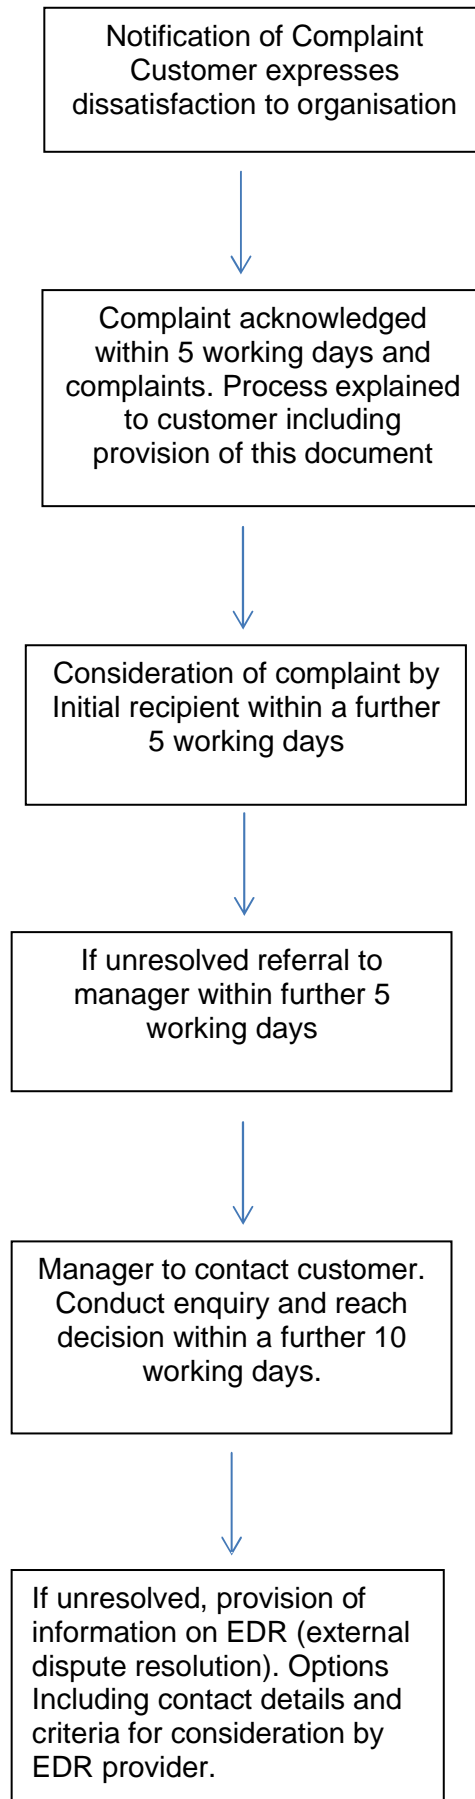 Notification of Complaint
Customer expresses
dissatisfaction to organisation
Complaint acknowledged
within 5 working days and
complaints. Process explained
to customer including
provision of this document
Consideration of complaint by
Initial recipient within a further
5 working days
If unresolved referral to
manager within further 5
working days
Manager to contact customer.
Conduct enquiry and reach
decision within a further 10
working days.
If unresolved, provision of
information on EDR (external
dispute resolution). Options
Including contact details and
criteria for consideration by
EDR provider.